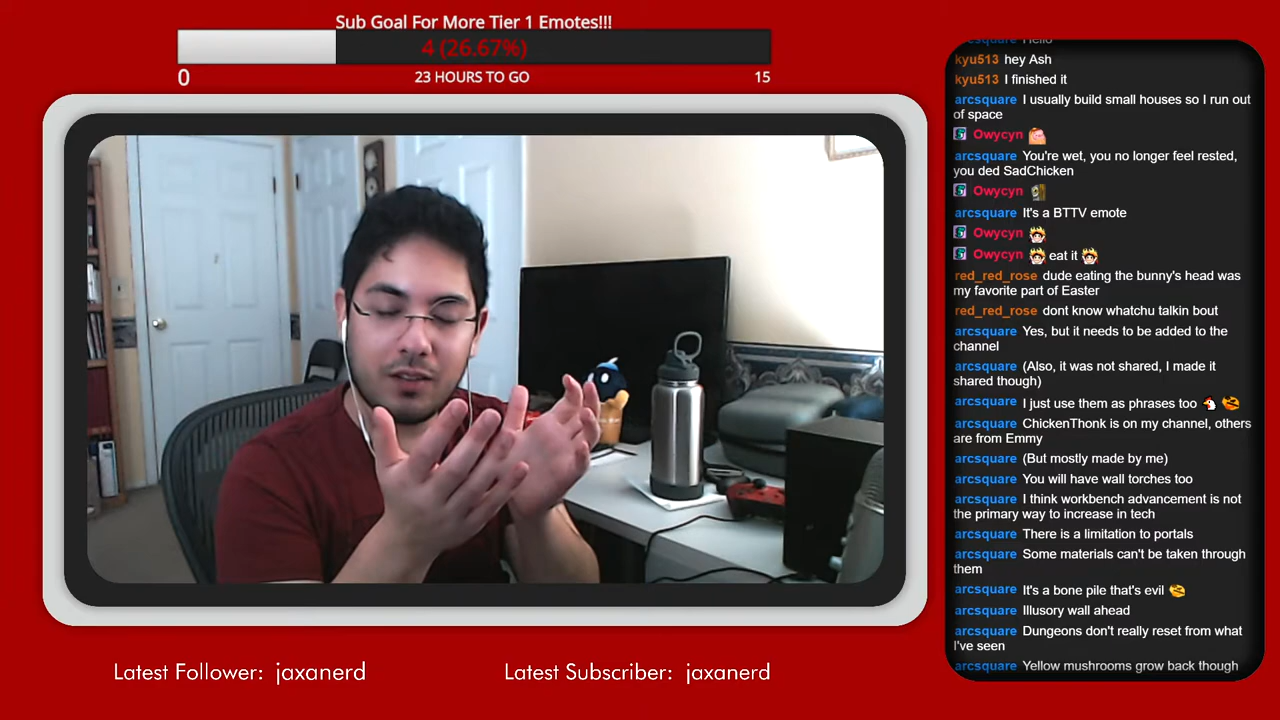 Sub Goal For More Tier 1 Emotes!!!
4 (26.67%)
0
23 HOURS TO GO
15
Hello
kyu513 hey Ash
kyu513 I finished it
arcsquare I usually build small houses so I run out
of space
Owycyn
arcsquare You're wet, you no longer feel rested,
you ded SadChicken
Owycyn
arcsquare It's a BTTV emote
Owycyn
Owycyn eat it
red_red_rose dude eating the bunny's head was
my favorite part of Easter
red_red_rose dont know whatchu talkin bout
arcsquare Yes, but it needs to be added to the
channel
arcsquare (Also, it was not shared, I made it
shared though)
arcsquare I just use them as phrases too
arcsquare ChickenThonk is on my channel, others
are from Emmy
arcsquare (But mostly made by me)
arcsquare You will have wall torches too
arcsquare I think workbench advancement is not
the primary way to increase in tech
arcsquare There is a limitation to portals
arcsquare Some materials can't be taken through
them
arcsquare It's a bone pile that's evil
arcsquare Illusory wall ahead
arcsquare Dungeons don't really reset from what
I've seen
arcsquare Yellow mushrooms grow back though
Latest Follower: jaxanerd
Latest Subscriber: jaxanerd